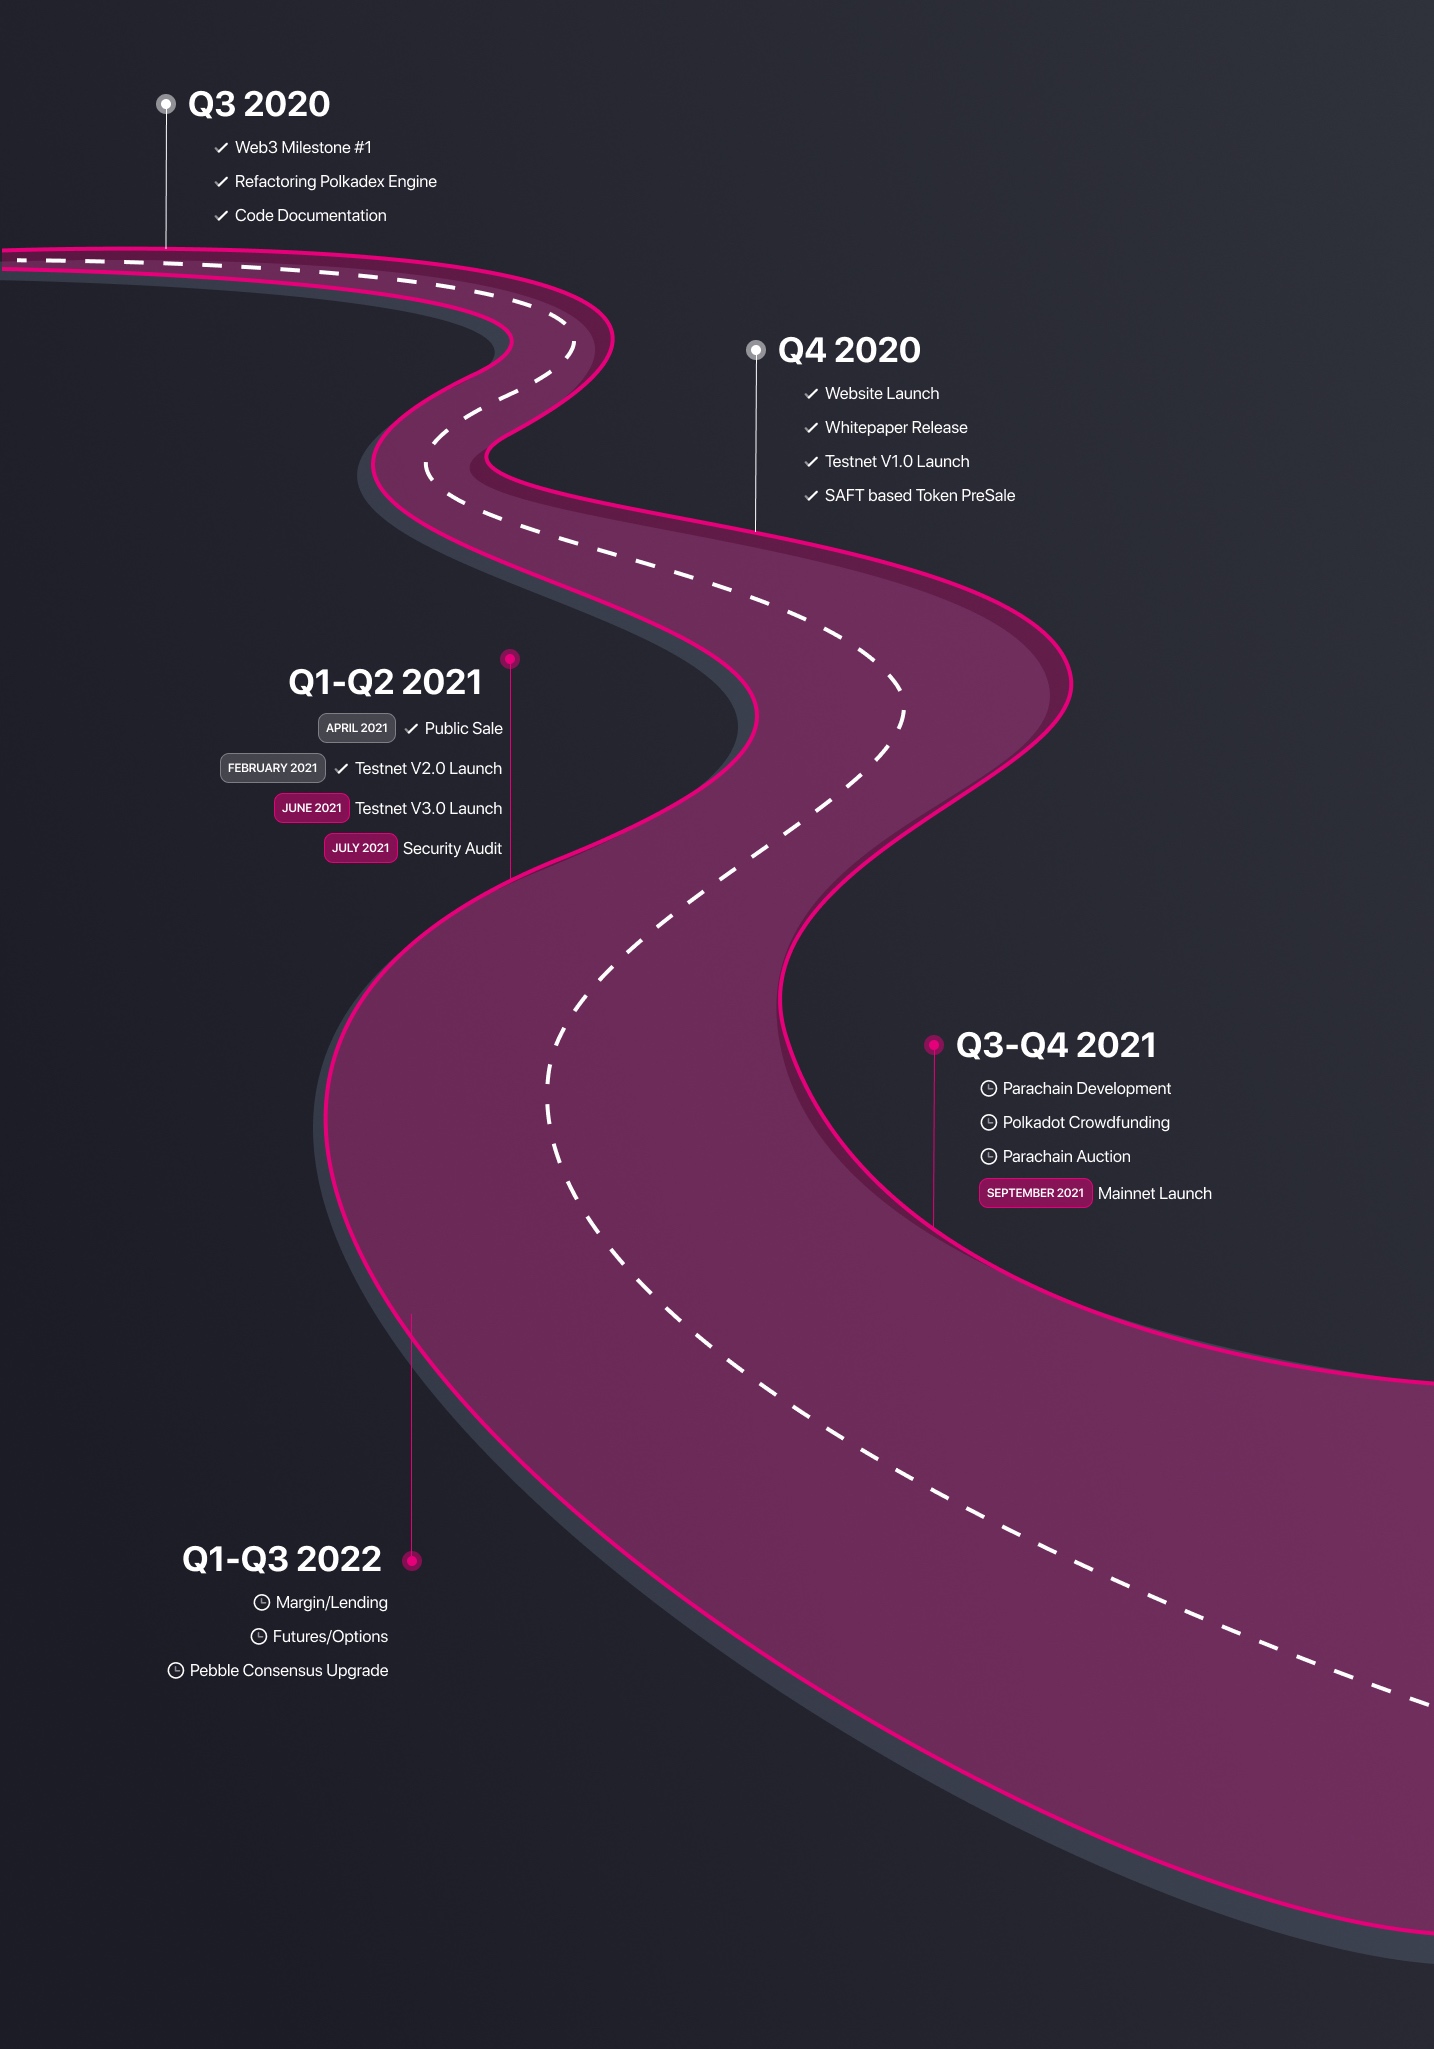 Q3 2020
Web3 Milestone #1
Refactoring Polkadex Engine
Code Documentation
Q4 2020
Website Launch
Whitepaper Release
Testnet V1.0 Launch
SAFT based Token PreSale
Q1-Q2 2021
APRIL 2021 Public Sale
FEBRUARY 2021 Testnet V2.0 Launch
JUNE 2021 Testnet V3.0 Launch
JULY 2021 Security Audit
Q3-Q4 2021
Parachain Development
Polkadot Crowdfunding
Parachain Auction
SEPTEMBER 2021 Mainnet Launch
Q1-Q3 2022
Margin/Lending
Futures/Options
Pebble Consensus Upgrade